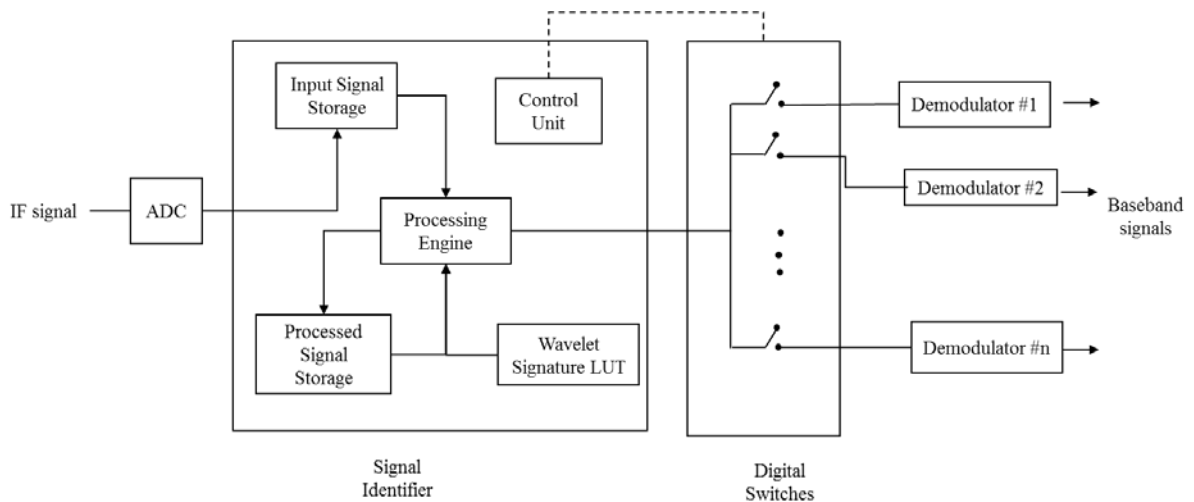 Input Signal
Storage
Control
Unit
Demodulator #1
IF signal
ADC
Processing
Engine
Demodulator #2
Baseband
signals
Processed
Signal
Storage
Wavelet
Signature LUT
Demodulator #n
Signal
Identifier
Digital
Switches